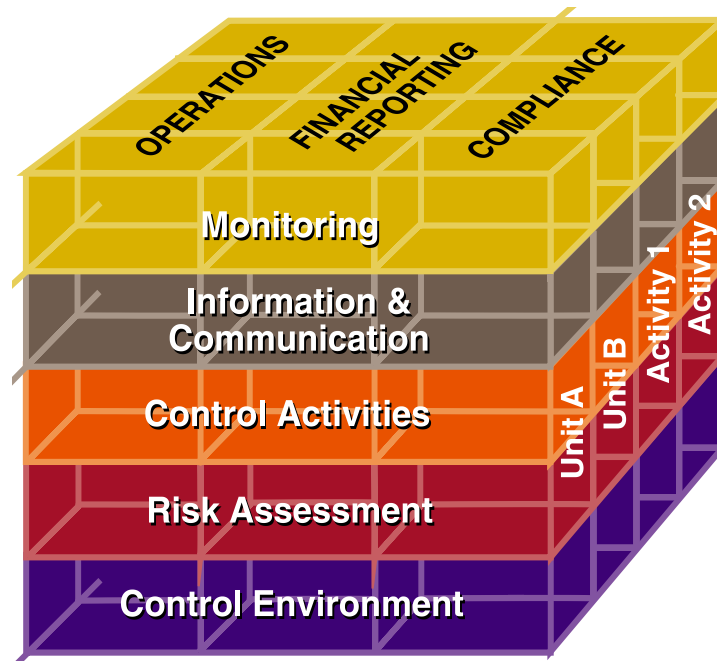 OPERATIONS
FINANCIAL
REPORTING
COMPLIANCE
Monitoring
Information &
Communication
Control Activities
Risk Assessment
Control Environment
Unit A
Unit B
Activity 1
Activity 2